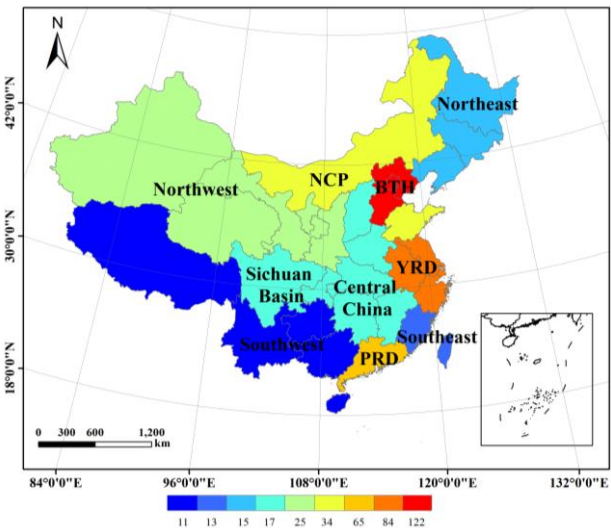 N
42°0'0"N
30°0'0"N
18°0'0"N
Northeast
NCP
BTH
Northwest
YRD
Sichuan
Basin
Central
China
Southwest
Southeast
PRD
0 300 600 1,200
km
84°0'0"E 96°0'0"E 108°0'0"E 120°0'0"E 132°0'0"E
11 13 15 17 25 34 65 84 122